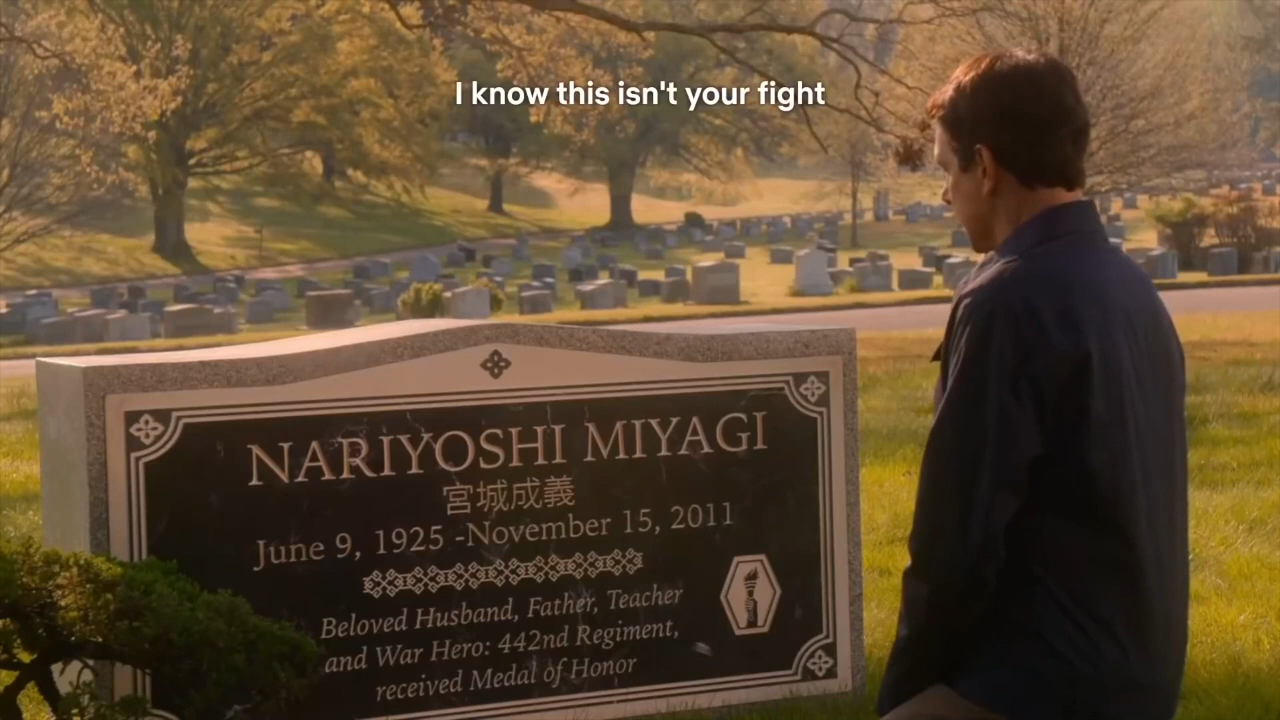 I know this isn't your fight
NARIYOSHI MIYAGI
宮城成義
June 9, 1925 -November 15, 2011
Beloved Husband, Father, Teacher
and War Hero: 442nd Regiment,
received Medal of Honor